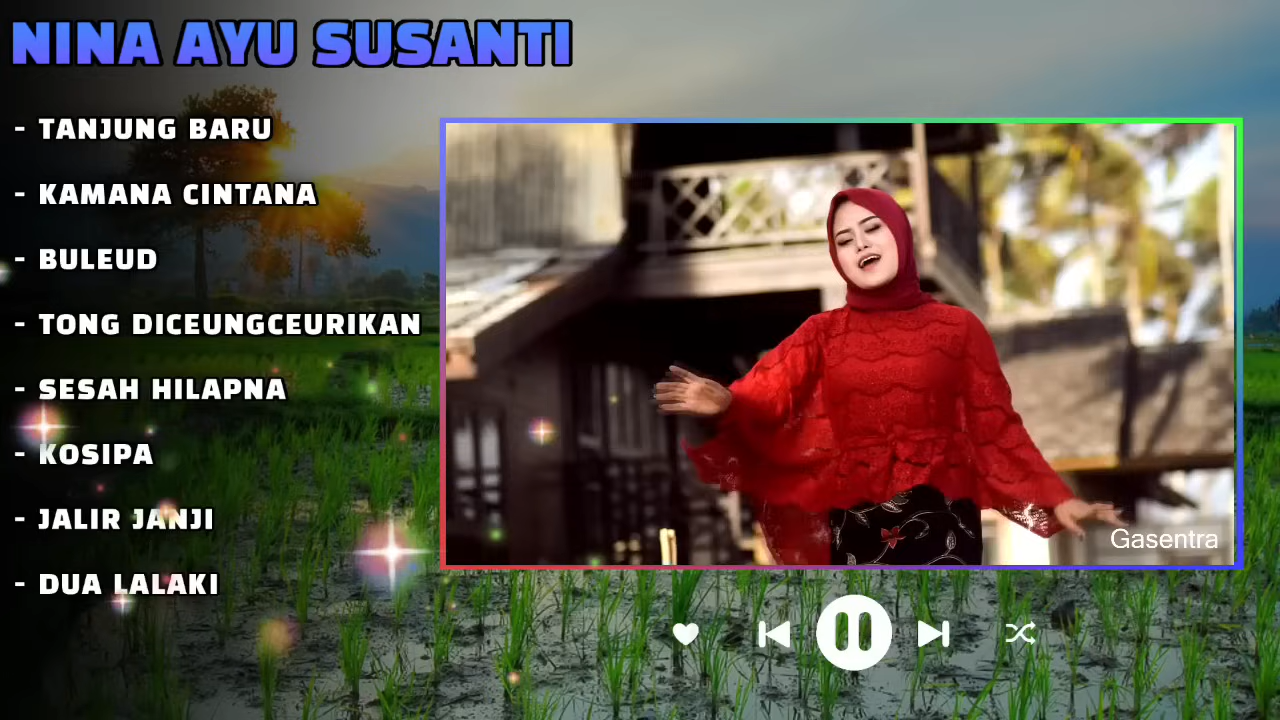 NINA AYU SUSANTI
- TANJUNG BARU
- KAMANA CINTANA
- BULEUD
- TONG DICEUNGCEURIKAN
- SESAH HILAPNA
- KOSIPA
- JALIR JANJI
- DUA LALAKI
Gasentra